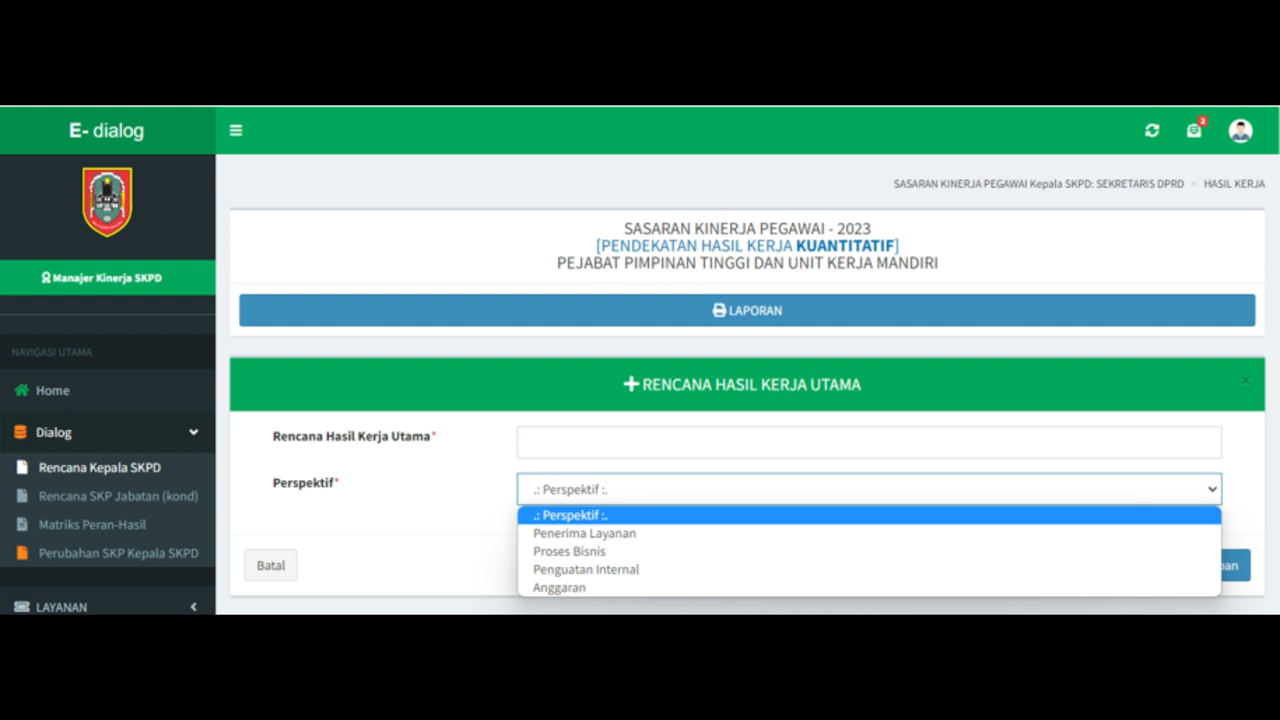 E- dialog
3
SASARAN KINERJA PEGAWAI Kepala SKPD: SEKRETARIS DPRD > HASIL KERJA
Manajer Kinerja SKPD
NAVIGASI UTAMA
Home
Dialog
Rencana Kepala SKPD
Rencana SKP Jabatan (kond)
Matriks Peran-Hasil
Perubahan SKP Kepala SKPD
LAYANAN
SASARAN KINERJA PEGAWAI - 2023
[PENDEKATAN HASIL KERJA KUANTITATIF]
PEJABAT PIMPINAN TINGGI DAN UNIT KERJA MANDIRI
LAPORAN
RENCANA HASIL KERJA UTAMA
×
Rencana Hasil Kerja Utama*
Perspektif*
.: Perspektif :.
.: Perspektif :.
Penerima Layanan
Proses Bisnis
Penguatan Internal
Anggaran
Batal